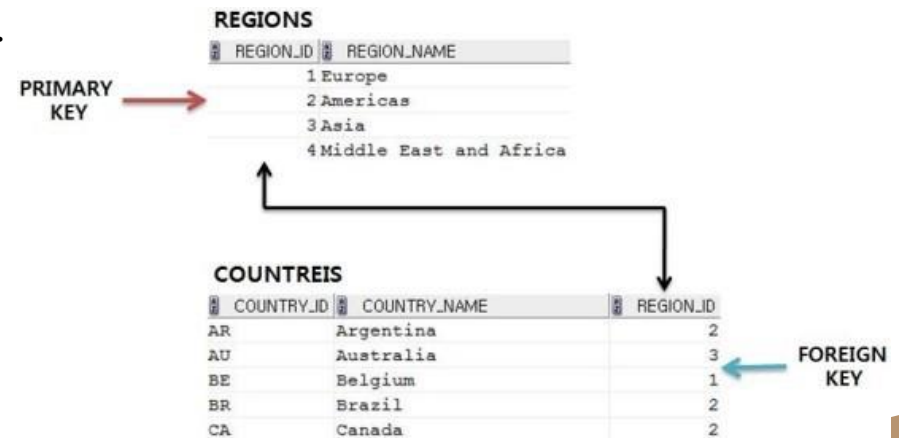 REGIONS
REGION_ID REGION_NAME
1 Europe
2 Americas
3 Asia
4 Middle East and Africa
PRIMARY
KEY
COUNTREIS
COUNTRY_ID COUNTRY_NAME REGION_ID
AR Argentina 2
AU Australia 3
BE Belgium 1
BR Brazil 2
CA Canada 2
FOREIGN
KEY